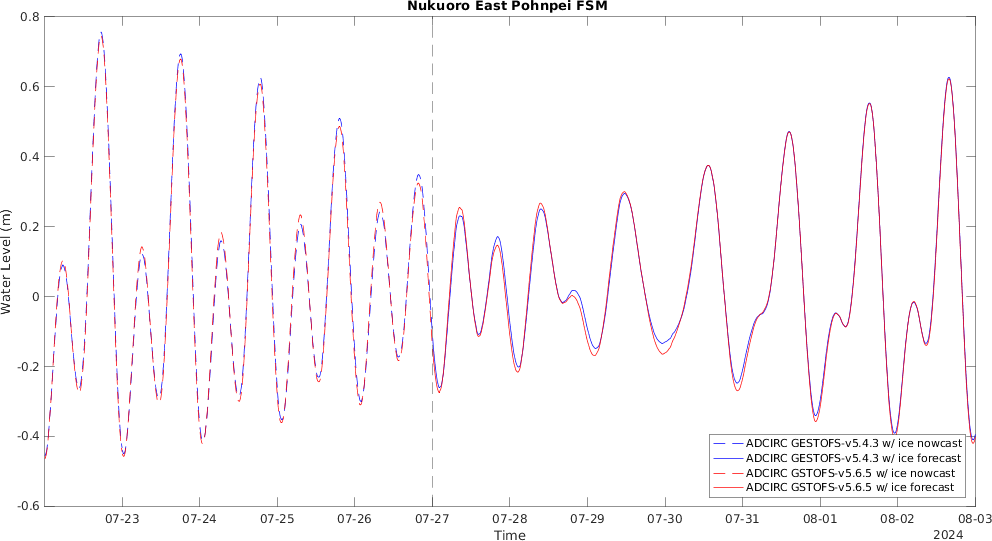 Nukuoro East Pohnpei FSM
Water Level (m)
0.8
0.6
0.4
0.2
0
-0.2
-0.4
-0.6
ADCIRC GESTOFS-v5.4.3 w/ ice nowcast
ADCIRC GESTOFS-v5.4.3 w/ ice forecast
ADCIRC GSTOFS-v5.6.5 w/ ice nowcast
ADCIRC GSTOFS-v5.6.5 w/ ice forecast
07-23 07-24 07-25 07-26 07-27 07-28 07-29 07-30 07-31 08-01 08-02 08-03
Time
2024